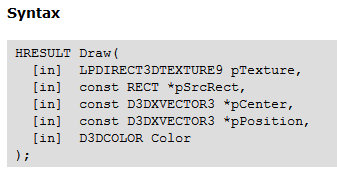 Syntax
HRESULT Draw(
  [in]  LPDIRECT3DTEXTURE9 pTexture,
  [in]  const RECT *pSrcRect,
  [in]  const D3DXVECTOR3 *pCenter,
  [in]  const D3DXVECTOR3 *pPosition,
  [in]  D3DCOLOR Color
);